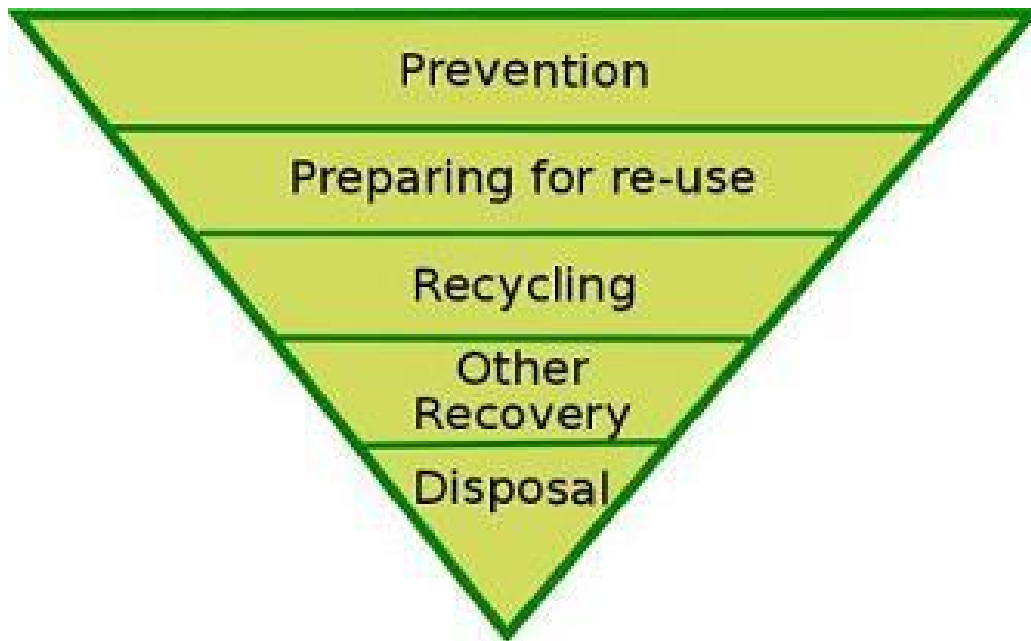 Prevention
Preparing for re-use
Recycling
Other
Recovery
Disposal